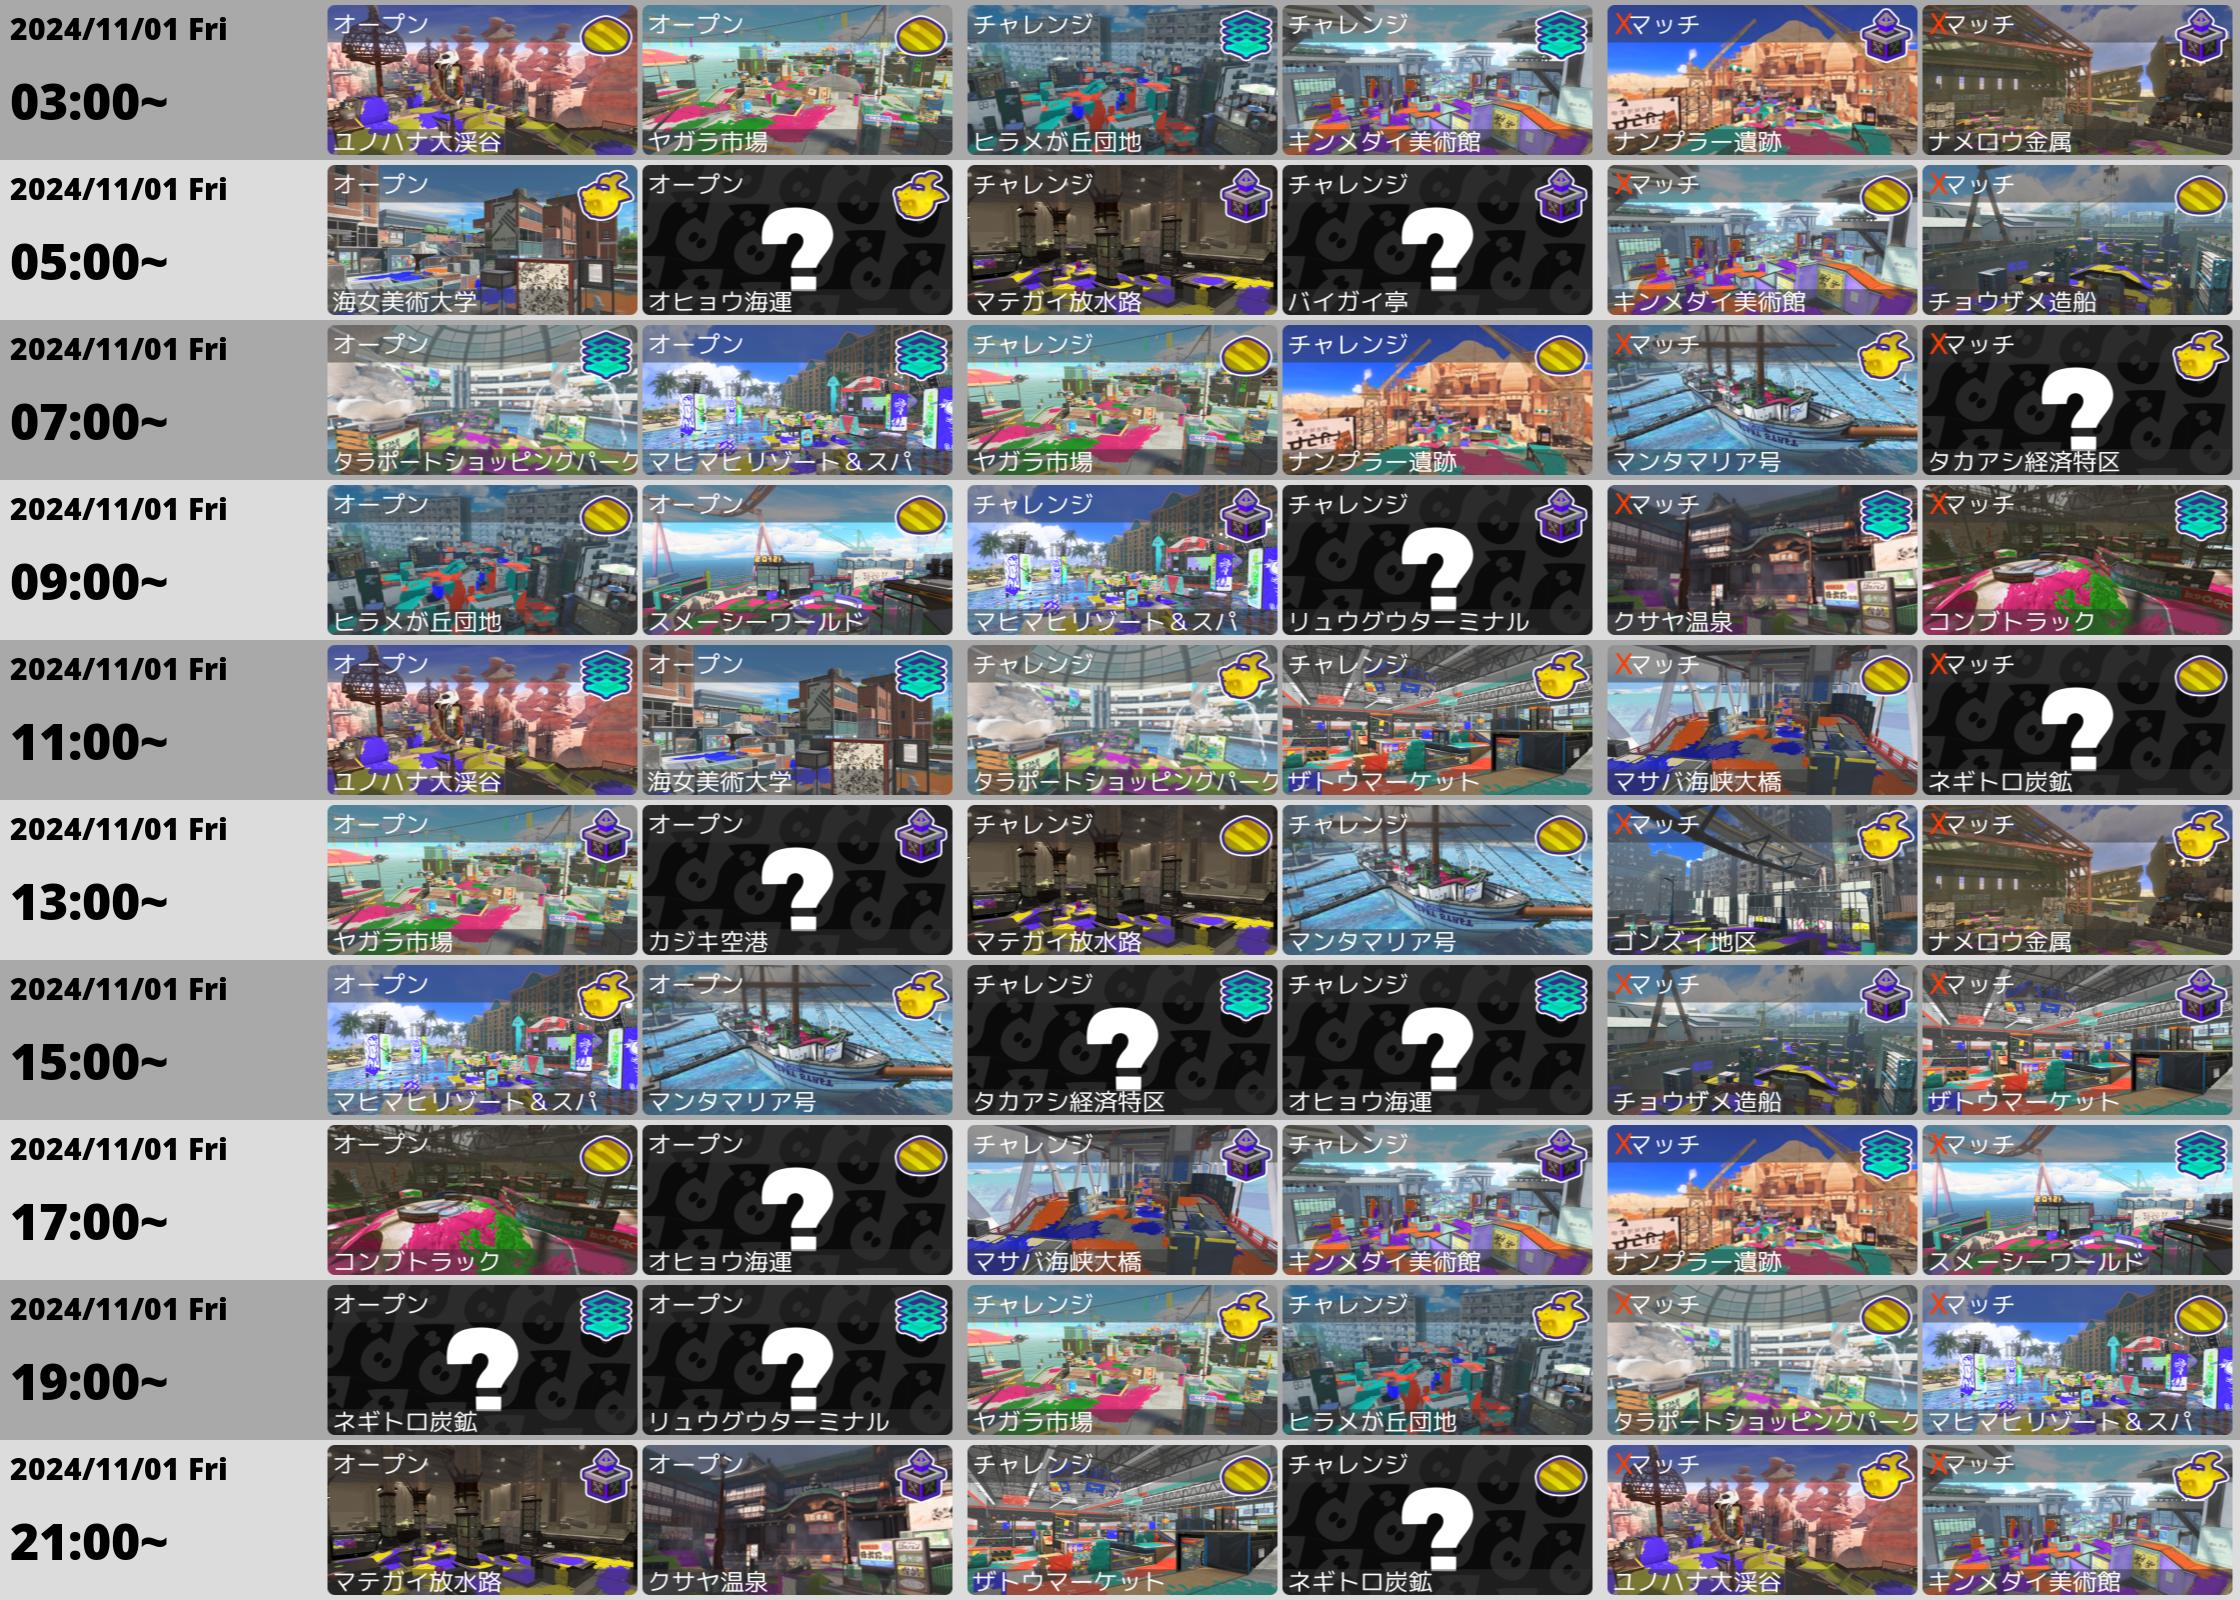 2024/11/01 Fri
03:00~
オープン
ユノハナ大渓谷
オープン
ヤガラ市場
チャレンジ
ヒラメが丘団地
チャレンジ
キンメダイ美術館
Xマッチ
ナンプラー遺跡
Xマッチ
ナメロウ金属
2024/11/01 Fri
05:00~
オープン
海女美術大学
オープン
オヒョウ海運
チャレンジ
マテガイ放水路
チャレンジ
バイガイ亭
Xマッチ
キンメダイ美術館
Xマッチ
チョウザメ造船
2024/11/01 Fri
07:00~
オープン
タラポートショッピングパーク
オープン
マヒマヒリゾート＆スパ
チャレンジ
ヤガラ市場
チャレンジ
ナンプラー遺跡
Xマッチ
マンタマリア号
Xマッチ
タカアシ経済特区
2024/11/01 Fri
09:00~
オープン
ヒラメが丘団地
オープン
スメーシーワールド
チャレンジ
マヒマヒリゾート＆スパ
チャレンジ
リュウグウターミナル
Xマッチ
クサヤ温泉
Xマッチ
コンブトラック
2024/11/01 Fri
11:00~
オープン
ユノハナ大渓谷
オープン
海女美術大学
チャレンジ
タラポートショッピングパーク
チャレンジ
ザトウマーケット
Xマッチ
マサバ海峡大橋
Xマッチ
ネギトロ炭鉱
2024/11/01 Fri
13:00~
オープン
ヤガラ市場
オープン
カジキ空港
チャレンジ
マテガイ放水路
チャレンジ
マンタマリア号
Xマッチ
ゴンズイ地区
Xマッチ
ナメロウ金属
2024/11/01 Fri
15:00~
オープン
マヒマヒリゾート＆スパ
オープン
マンタマリア号
チャレンジ
タカアシ経済特区
チャレンジ
オヒョウ海運
Xマッチ
チョウザメ造船
Xマッチ
ザトウマーケット
2024/11/01 Fri
17:00~
オープン
コンブトラック
オープン
オヒョウ海運
チャレンジ
マサバ海峡大橋
チャレンジ
キンメダイ美術館
Xマッチ
ナンプラー遺跡
Xマッチ
スメーシーワールド
2024/11/01 Fri
19:00~
オープン
ネギトロ炭鉱
オープン
リュウグウターミナル
チャレンジ
ヤガラ市場
チャレンジ
ヒラメが丘団地
Xマッチ
タラポートショッピングパーク
Xマッチ
マヒマヒリゾート＆スパ
2024/11/01 Fri
21:00~
オープン
マテガイ放水路
オープン
クサヤ温泉
チャレンジ
ザトウマーケット
チャレンジ
ネギトロ炭鉱
Xマッチ
ユノハナ大渓谷
Xマッチ
キンメダイ美術館